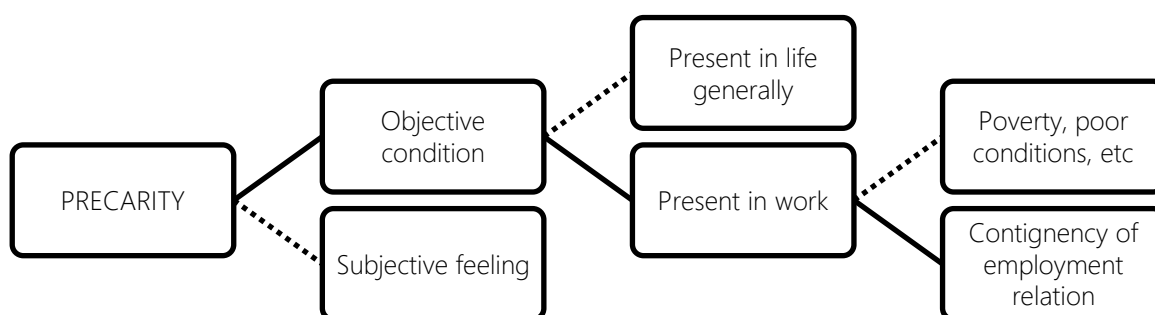 PRECARITY
Objective
condition
Subjective feeling
Present in life
generally
Present in work
Poverty, poor
conditions, etc
Contignency of
employment
relation